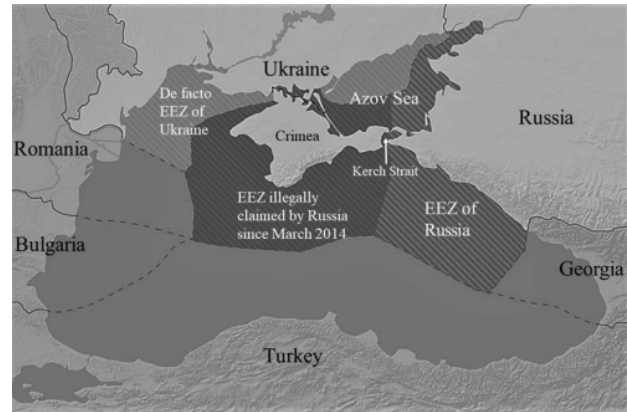 Ukraine
De facto
EEZ of
Ukraine
Azov Sea
Russia
Crimea
Romania
Kerch Strait
EEZ illegally
claimed by Russia
since March 2014
EEZ of
Russia
Bulgaria
Georgia
Turkey